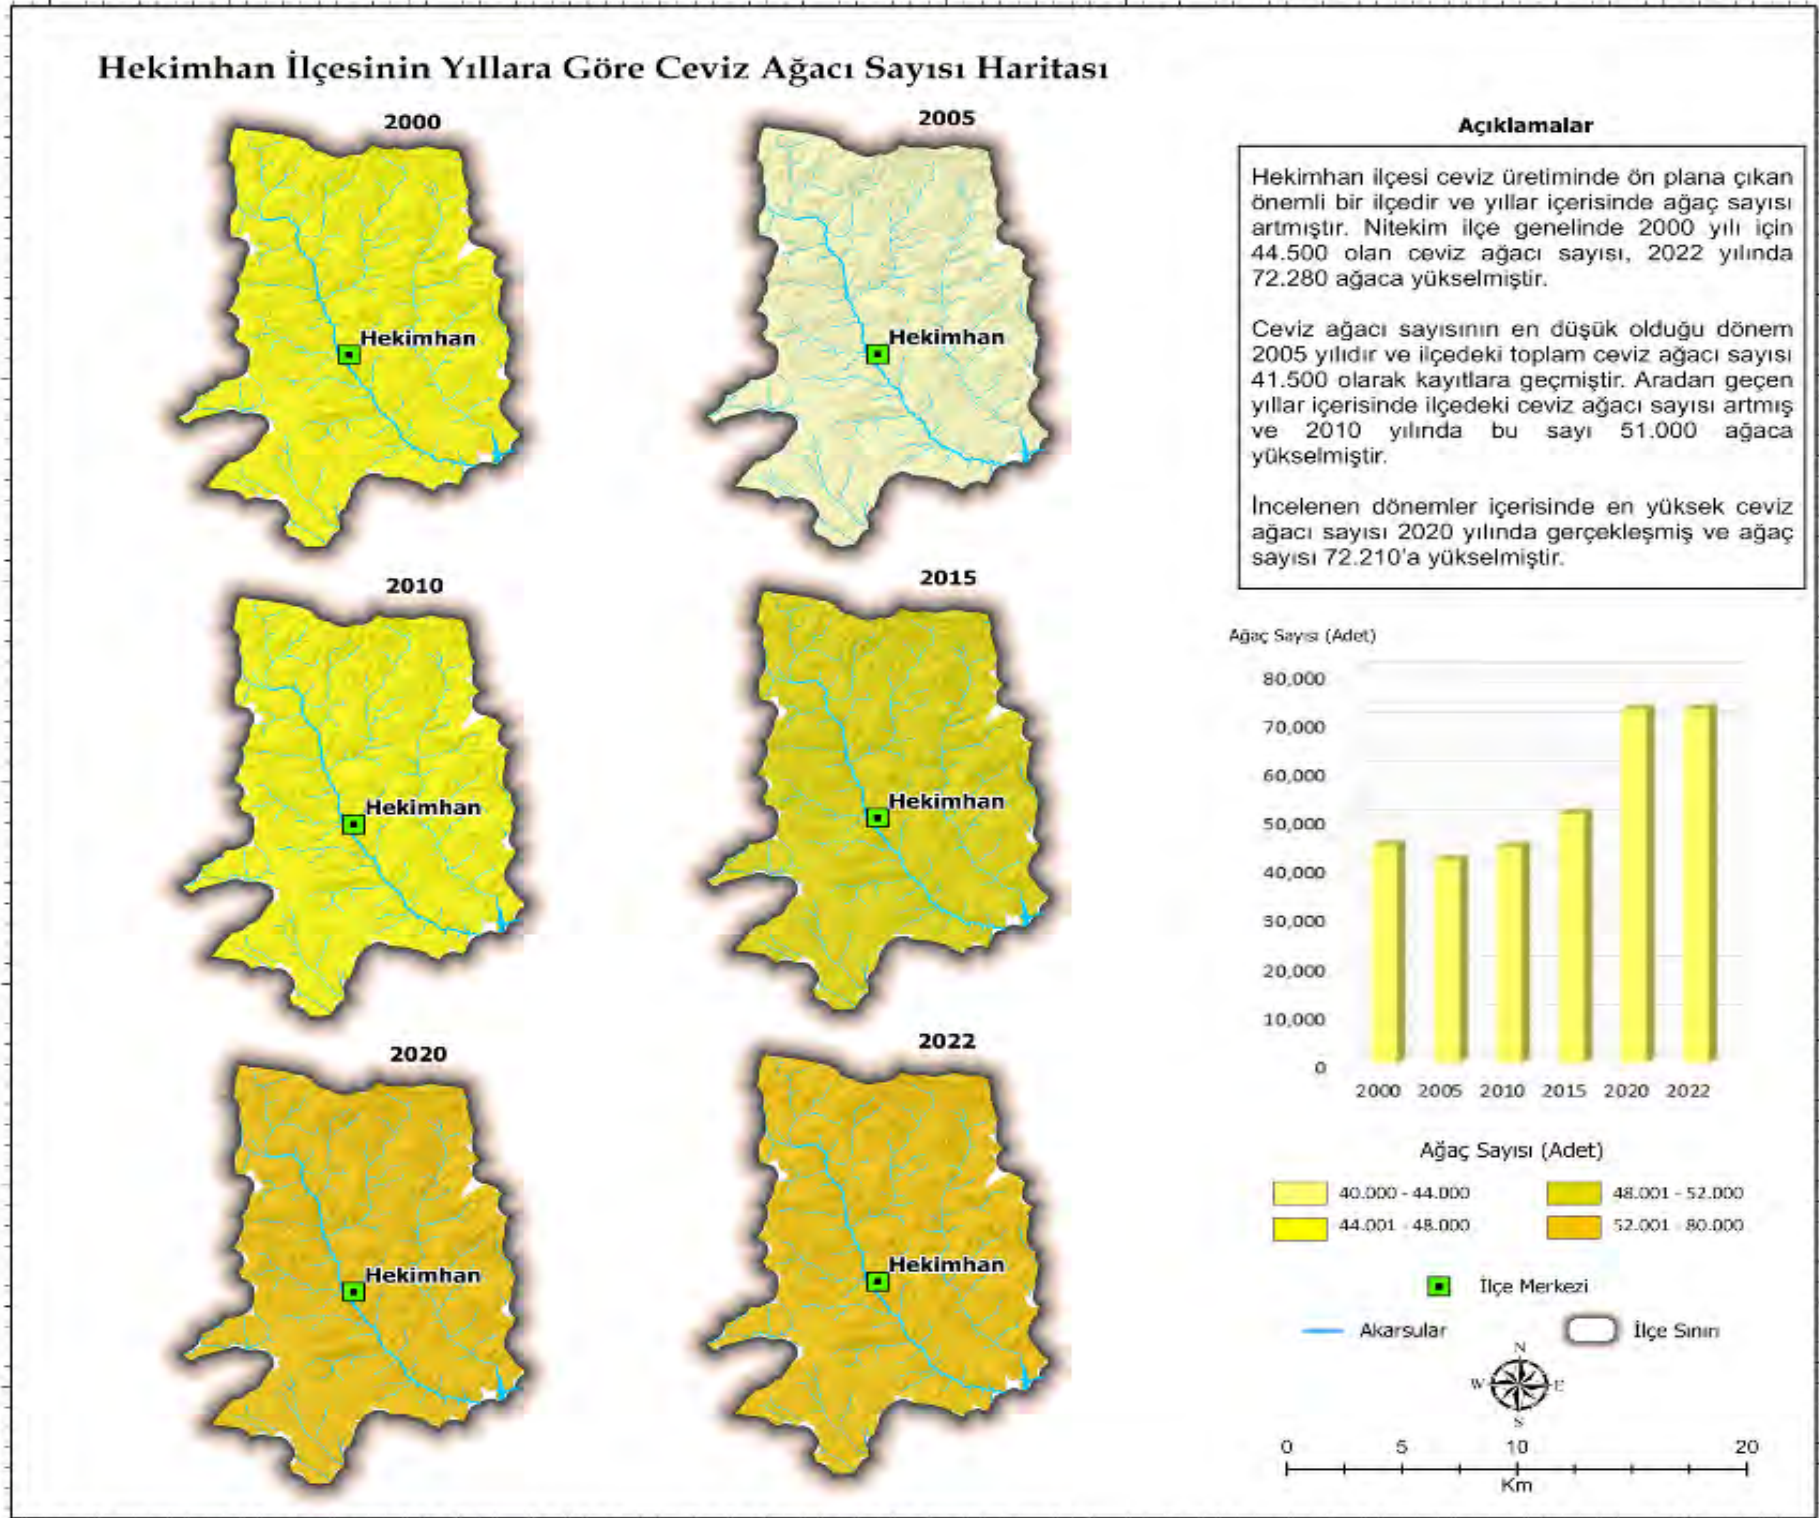 Hekimhan İlçesinin Yıllara Göre Ceviz Ağacı Sayısı Haritası
2000
Hekimhan
2005
Hekimhan
2010
Hekimhan
2015
Hekimhan
2020
Hekimhan
2022
Hekimhan
Açıklamalar
Hekimhan ilçesi ceviz üretiminde ön plana çıkan
önemli bir ilçedir ve yıllar içerisinde ağaç sayısı
artmıştır. Nitekim ilçe genelinde 2000 yılı için
44.500 olan ceviz ağacı sayısı, 2022 yılında
72.280 ağaca yükselmiştir.
Ceviz ağacı sayısının en düşük olduğu dönem
2005 yılıdır ve ilçedeki toplam ceviz ağacı sayısı
41.500 olarak kayıtlara geçmiştir. Aradan geçen
yıllar içerisinde ilçedeki ceviz ağacı sayısı artmış
ve 2010 yılında bu sayı 51.000 ağaca
yükselmiştir.
İncelenen dönemler içerisinde en yüksek ceviz
ağacı sayısı 2020 yılında gerçekleşmiş ve ağaç
sayısı 72.210'a yükselmiştir.
Ağaç Sayısı (Adet)
80,000
70,000
60,000
50,000
40,000
30,000
20,000
10,000
0
2000 2005 2010 2015 2020 2022
Ağaç Sayısı (Adet)
40.000 - 44.000
48.001 - 52.000
44.001 - 48.000
52.001 - 80.000
İlçe Merkezi
Akarsular
İlçe Sınırı
N
W E
S
0 5 10 20
Km